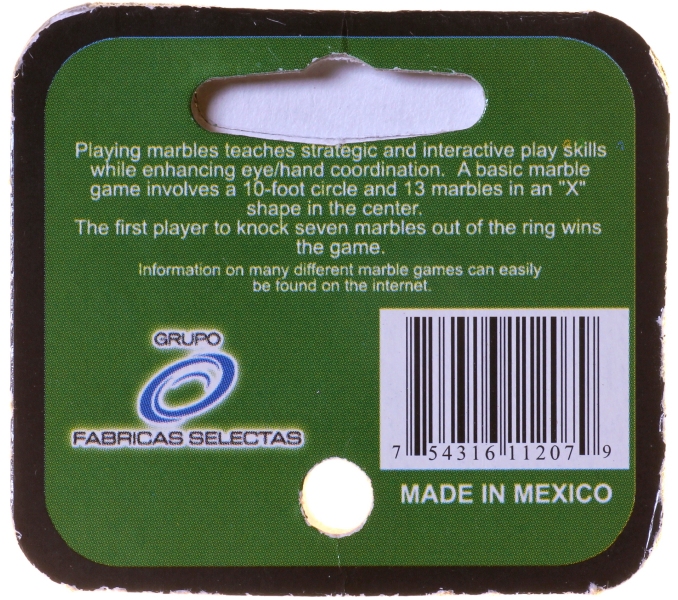 Playing marbles teaches strategic and interactive play skills
while enhancing eye/hand coordination. A basic marble
game involves a 10-foot circle and 13 marbles in an "X"
shape in the center.
The first player to knock seven marbles out of the ring wins
the game.
Information on many different marble games can easily
be found on the internet.
GRUPO
FABRICAS SELECTAS
7 54316 11207 9
MADE IN MEXICO